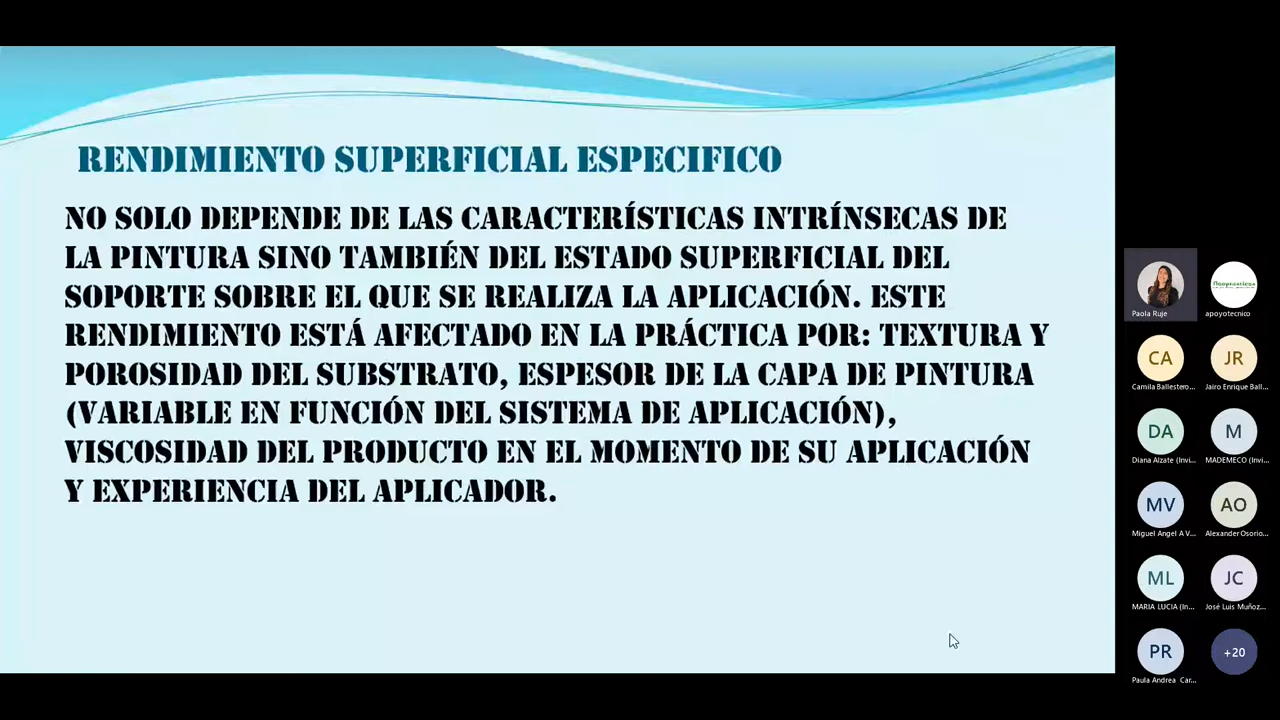 RENDIMIENTO SUPERFICIAL ESPECIFICO
NO SOLO DEPENDE DE LAS CARACTERÍSTICAS INTRÍNSECAS DE
LA PINTURA SINO TAMBIÉN DEL ESTADO SUPERFICIAL DEL
SOPORTE SOBRE EL QUE SE REALIZA LA APLICACIÓN. ESTE
RENDIMIENTO ESTÁ AFECTADO EN LA PRÁCTICA POR: TEXTURA Y
POROSIDAD DEL SUBSTRATO, ESPESOR DE LA CAPA DE PINTURA
(VARIABLE EN FUNCIÓN DEL SISTEMA DE APLICACIÓN),
VISCOSIDAD DEL PRODUCTO EN EL MOMENTO DE SU APLICACIÓN
Y EXPERIENCIA DEL APLICADOR.
Paola Ruje
apoyotecnico
CA
Camila Ballestero...
JR
Jairo Enrique Ball...
DA
Diana Alzate (Invi...
M
MADEMECO (Invi...
MV
Miguel Angel A V...
AO
Alexander Osorio...
ML
MARIA LUCIA (In...
JC
José Luis Muñoz...
PR
Paula Andrea Car...
+20